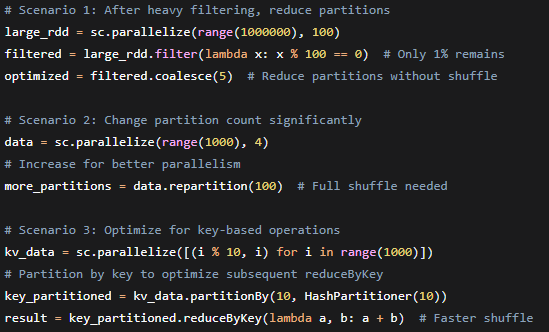 # Scenario 1: After heavy filtering, reduce partitions
large_rdd = sc.parallelize(range(1000000), 100)
filtered = large_rdd.filter(lambda x: x % 100 == 0)  # Only 1% remains
optimized = filtered.coalesce(5)  # Reduce partitions without shuffle

# Scenario 2: Change partition count significantly
data = sc.parallelize(range(1000), 4)
# Increase for better parallelism
more_partitions = data.repartition(100)  # Full shuffle needed

# Scenario 3: Optimize for key-based operations
kv_data = sc.parallelize([(i % 10, i) for i in range(1000)])
# Partition by key to optimize subsequent reduceByKey
key_partitioned = kv_data.partitionBy(10, HashPartitioner(10))
result = key_partitioned.reduceByKey(lambda a, b: a + b)  # Faster shuffle